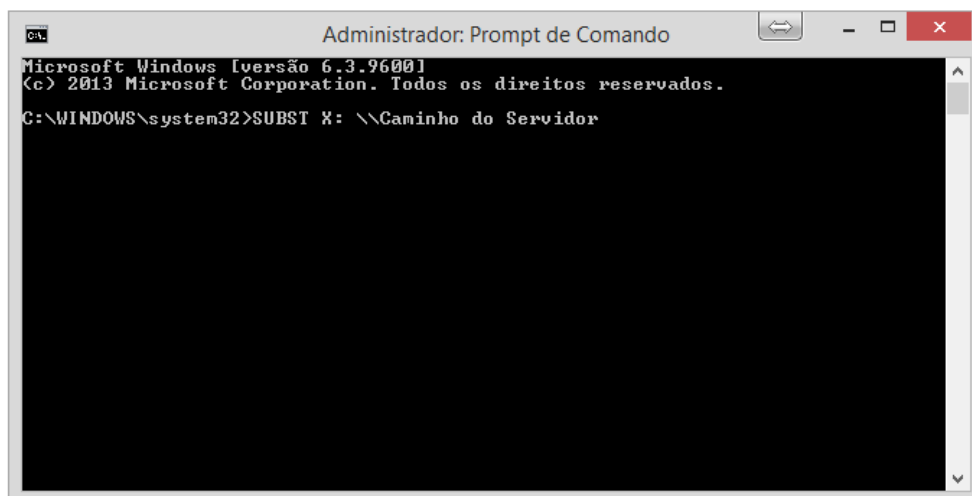 Administrador: Prompt de Comando
Microsoft Windows [versão 6.3.9600]
(c) 2013 Microsoft Corporation. Todos os direitos reservados.
C:\WINDOWS\system32>SUBST X: \\Caminho do Servidor